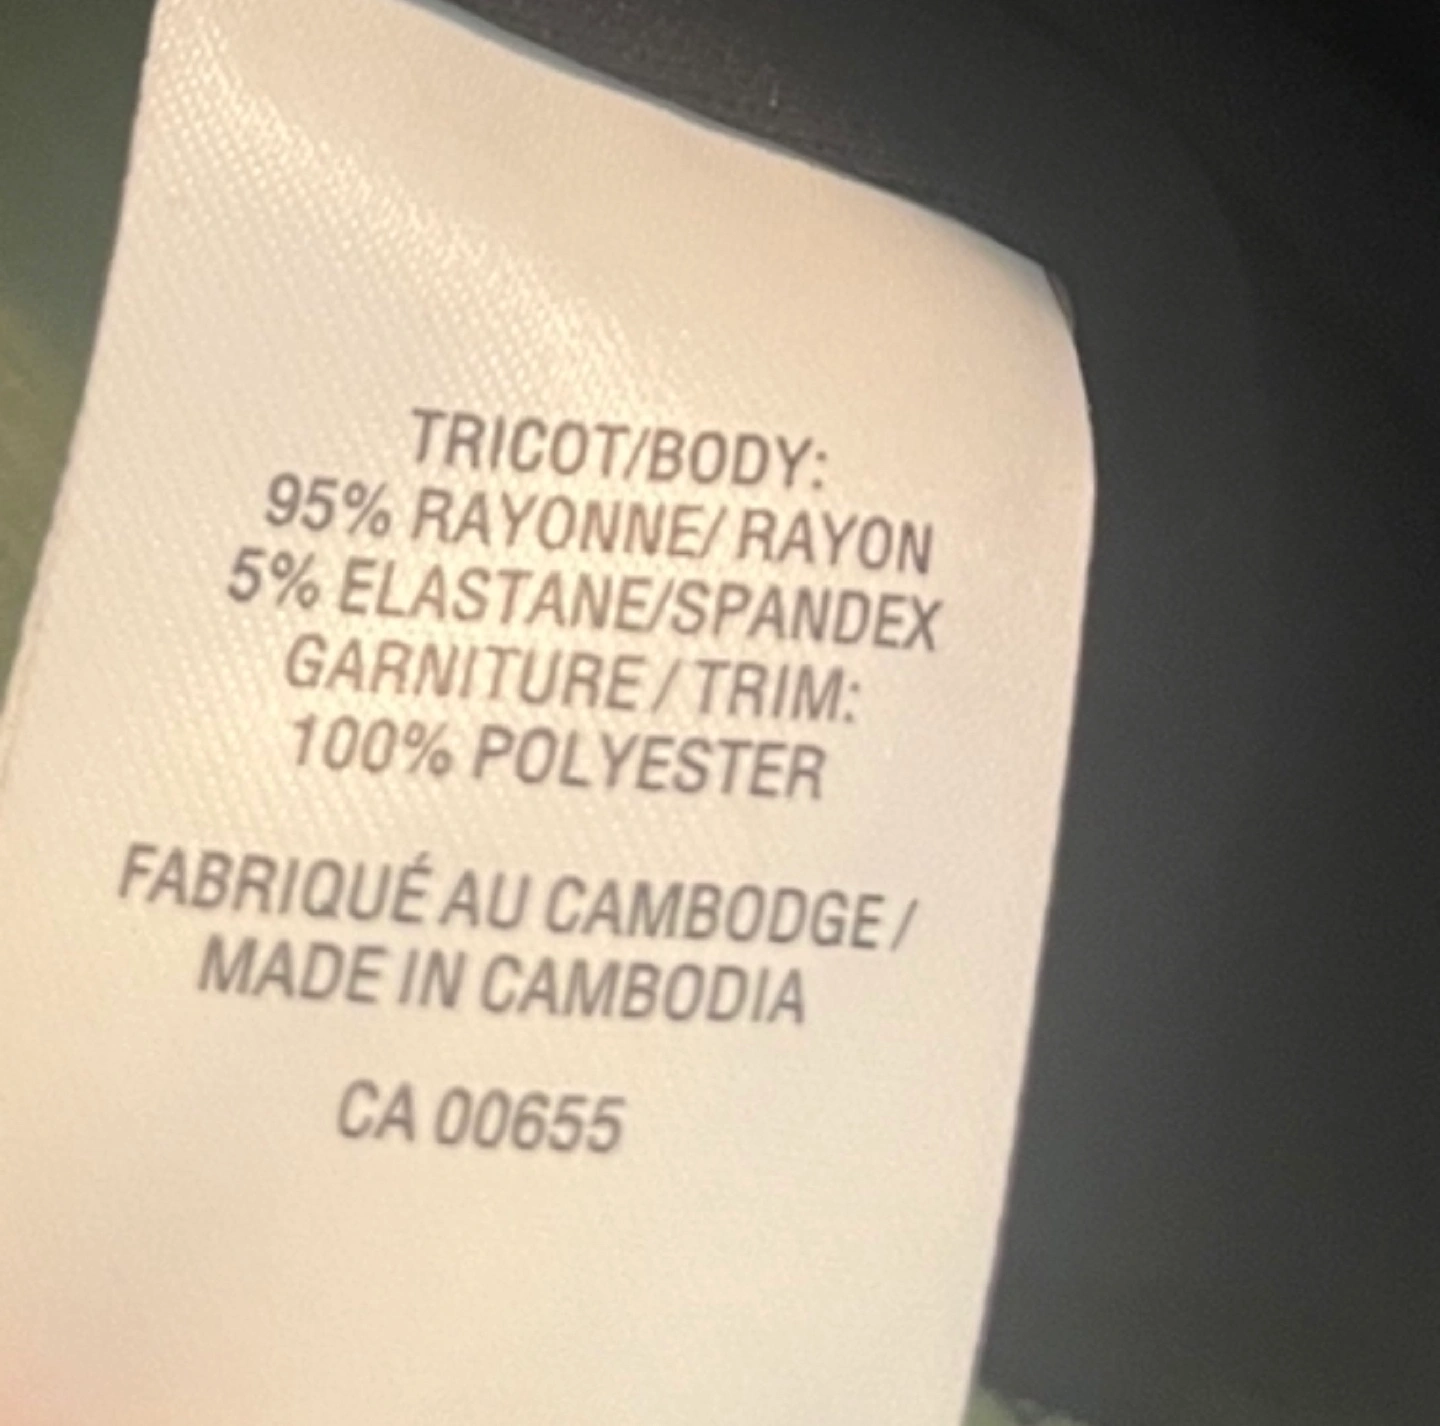 TRICOT/BODY:
95% RAYONNE/ RAYON
5% ELASTANE/SPANDEX
GARNITURE / TRIM:
100% POLYESTER
FABRIQUÉ AU CAMBODGE /
MADE IN CAMBODIA
CA 00655